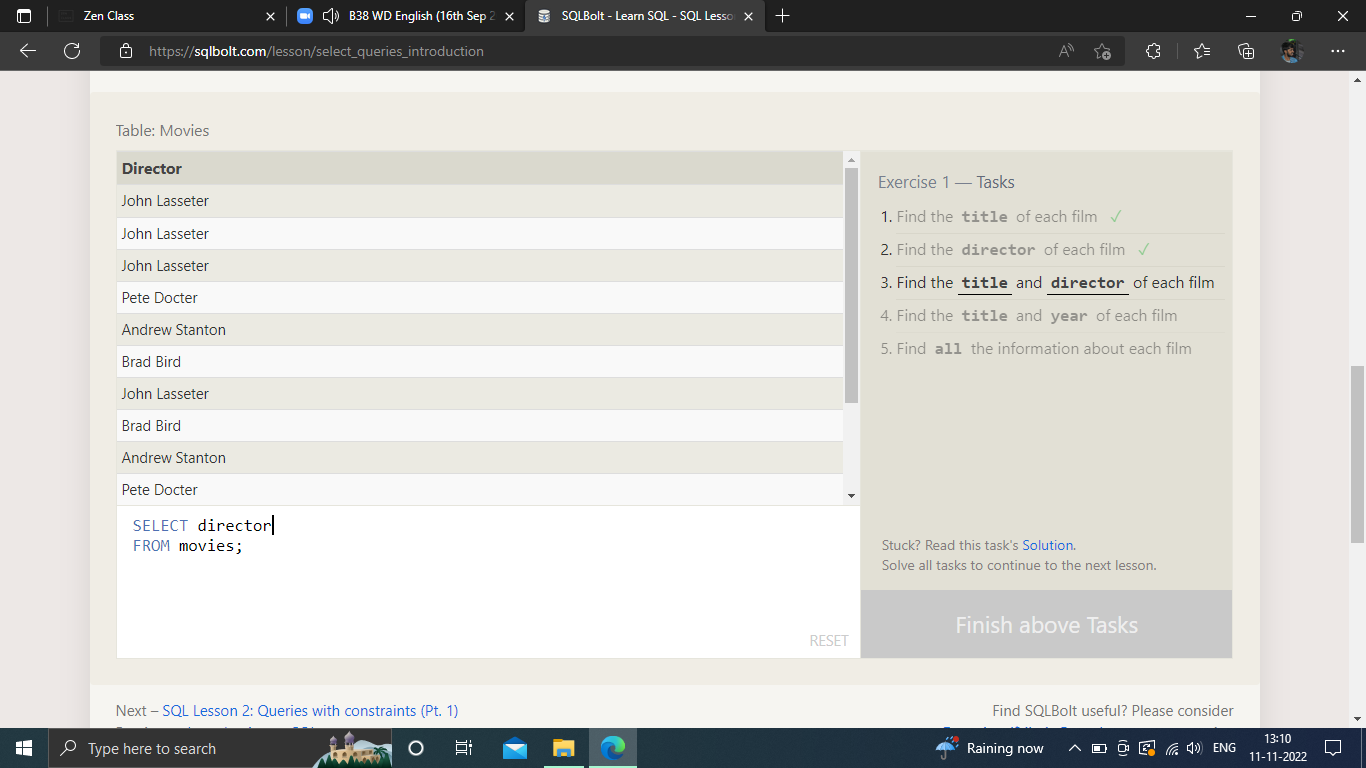 Zen Class
B38 WD English (16th Sep 2
SQLBolt - Learn SQL - SQL Lesso
https://sqlbolt.com/lesson/select_queries_introduction
Table: Movies
Director
John Lasseter
John Lasseter
John Lasseter
Pete Docter
Andrew Stanton
Brad Bird
John Lasseter
Brad Bird
Andrew Stanton
Pete Docter
SELECT director
FROM movies;
RESET
Exercise 1 — Tasks
1. Find the title of each film ✓
2. Find the director of each film ✓
3. Find the title and director of each film
4. Find the title and year of each film
5. Find all the information about each film
Stuck? Read this task's Solution.
Solve all tasks to continue to the next lesson.
Finish above Tasks
Next – SQL Lesson 2: Queries with constraints (Pt. 1)
Find SQLBolt useful? Please consider
Type here to search
Raining now
ENG
13:10
11-11-2022